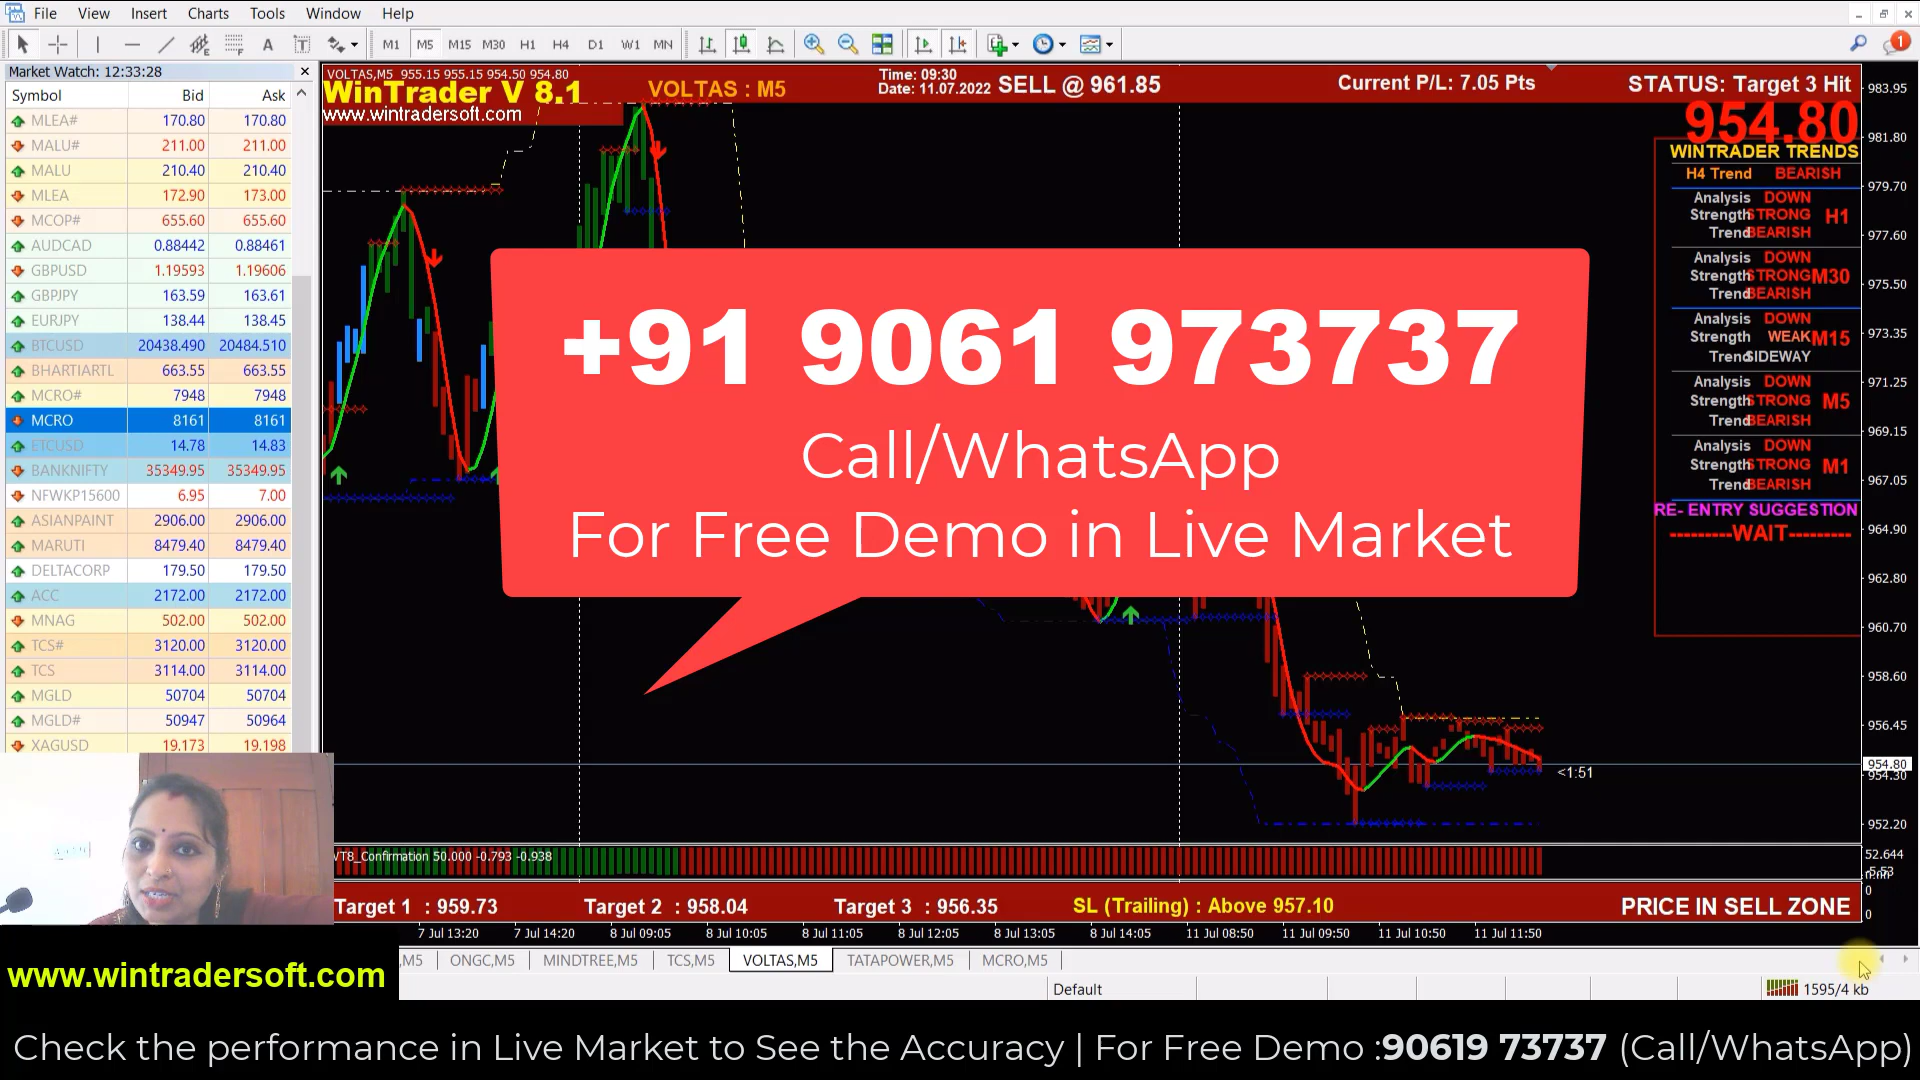 File View Insert Charts Tools Window Help
M1 M5 M15 M30 H1 H4 D1 W1 MN
1
Market Watch: 12:33:28
Symbol Bid Ask
MLEA# 170.80 170.80
MALU# 211.00 211.00
MALU 210.40 210.40
MLEA 172.90 173.00
MCOP# 655.60 655.60
AUDCAD 0.88442 0.88461
GBPUSD 1.19593 1.19606
GBPJPY 163.59 163.61
EURJPY 138.44 138.45
BTCUSD 20438.490 20484.510
BHARTIARTL 663.55 663.55
MCRO# 7948 7948
MCRO 8161 8161
ETCUSD 14.78 14.83
BANKNIFTY 35349.95 35349.95
NFWKP15600 6.95 7.00
ASIANPAINT 2906.00 2906.00
MARUTI 8479.40 8479.40
DELTACORP 179.50 179.50
ACC 2172.00 2172.00
MNAG 502.00 502.00
TCS# 3120.00 3120.00
TCS 3114.00 3114.00
MGLD 50704 50704
MGLD# 50947 50964
XAGUSD 19.173 19.198
VOLTAS,M5 955.15 955.15 954.50 954.80
WinTrader V 8.1
www.wintradersoft.com
VOLTAS : M5
Time: 09:30
Date: 11.07.2022
SELL @ 961.85
Current P/L: 7.05 Pts
STATUS: Target 3 Hit
954.80
WINTRADER TRENDS
H4 Trend BEARISH
Analysis DOWN
Strength STRONG H1
Trend BEARISH
Analysis DOWN
Strength STRONG M30
Trend BEARISH
Analysis DOWN
Strength WEAK M15
Trend SIDEWAY
Analysis DOWN
Strength STRONG M5
Trend BEARISH
Analysis DOWN
Strength STRONG M1
Trend BEARISH
RE- ENTRY SUGGESTION
---------WAIT---------
983.95
981.80
979.70
977.60
975.50
973.35
971.25
969.15
967.05
964.90
962.80
960.70
958.60
956.45
954.80
954.30
952.20
52.644
0
0
+91 9061 973737
Call/WhatsApp
For Free Demo in Live Market
<1:51
WT8_Confirmation 50.000 -0.793 -0.938
Target 1 : 959.73
Target 2 : 958.04
Target 3 : 956.35
SL (Trailing) : Above 957.10
PRICE IN SELL ZONE
7 Jul 13:20 7 Jul 14:20 8 Jul 09:05 8 Jul 10:05 8 Jul 11:05 8 Jul 12:05 8 Jul 13:05 8 Jul 14:05 11 Jul 08:50 11 Jul 09:50 11 Jul 10:50 11 Jul 11:50
,M5 ONGC,M5 MINDTREE,M5 TCS,M5 VOLTAS,M5 TATAPOWER,M5 MCRO,M5
www.wintradersoft.com
Default
1595/4 kb
Check the performance in Live Market to See the Accuracy | For Free Demo :90619 73737 (Call/WhatsApp)